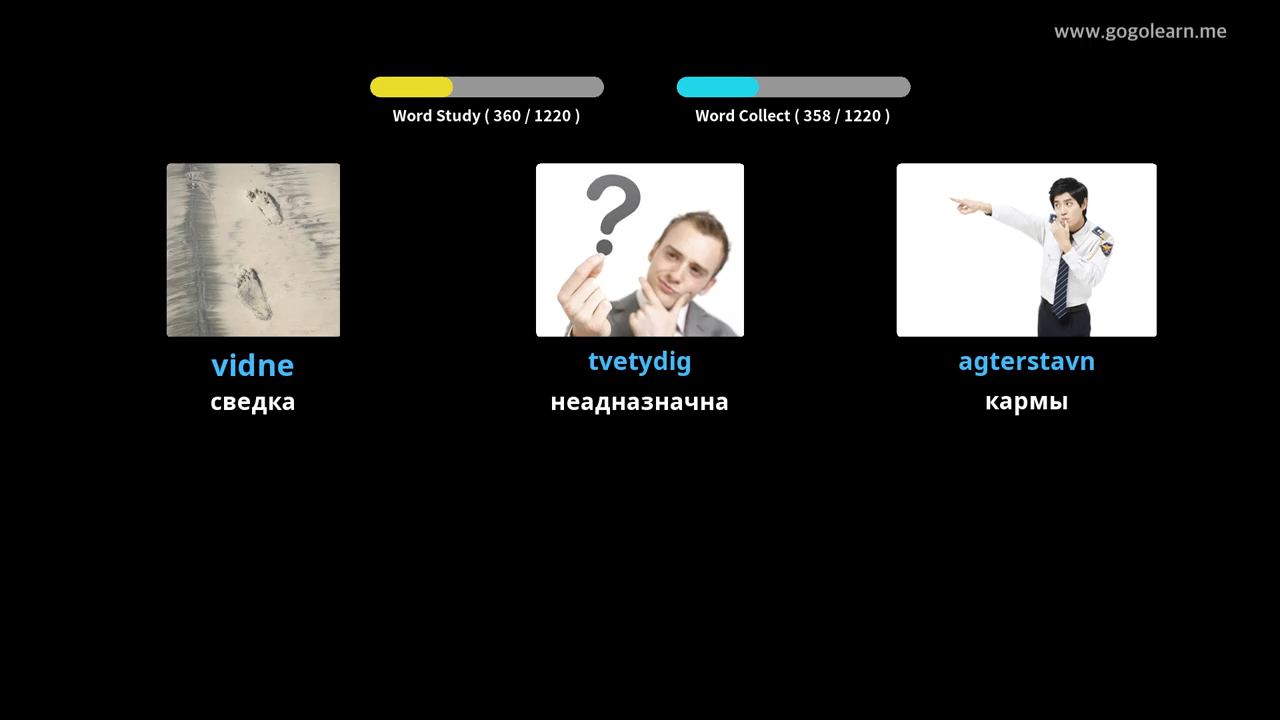 www.gogolearn.me
Word Study ( 360 / 1220 )
Word Collect ( 358 / 1220 )
vidne
tvetydig
agterstavn
сведка
неадназначна
кармы